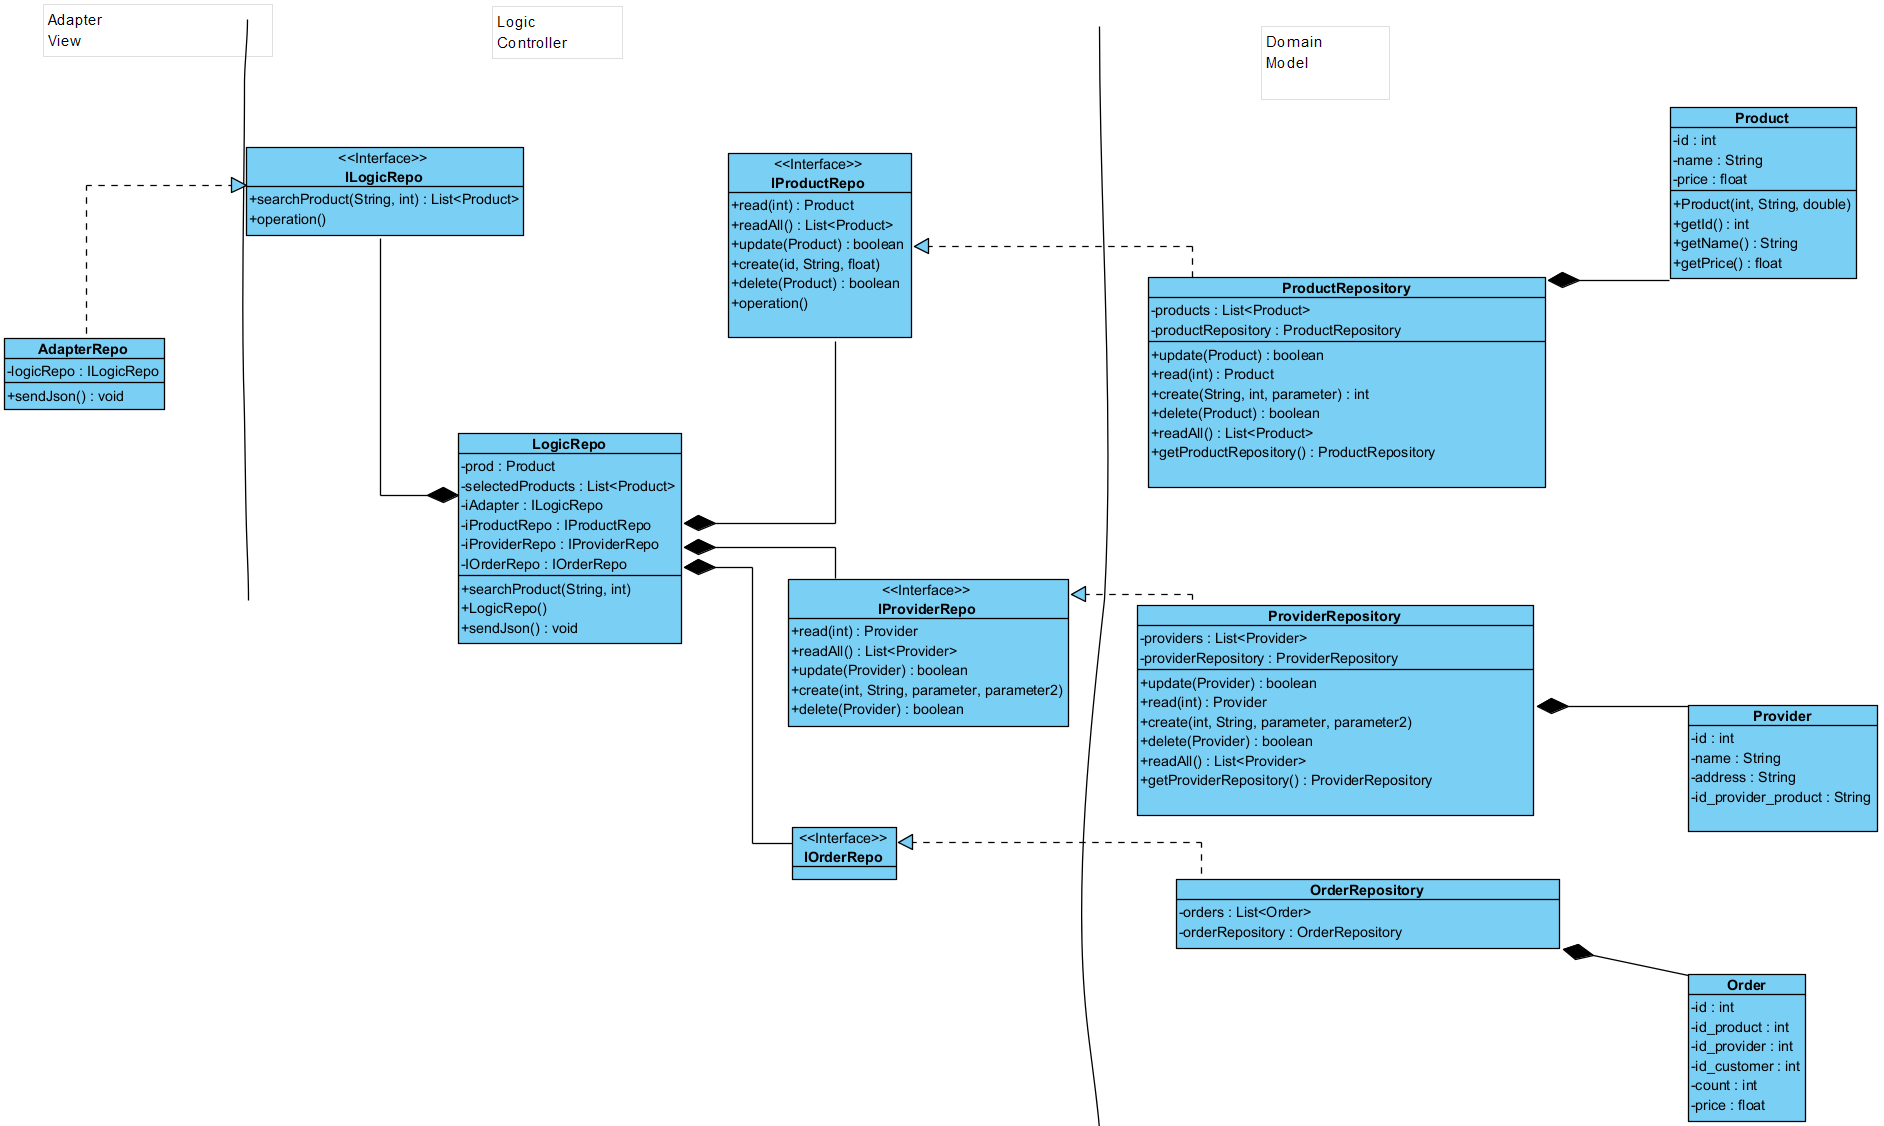 Adapter
View
Logic
Controller
Domain
Model
<<Interface>>
ILogicRepo
+searchProduct(String, int) : List<Product>
+operation()
<<Interface>>
IProductRepo
+read(int) : Product
+readAll() : List<Product>
+update(Product) : boolean
+create(id, String, float)
+delete(Product) : boolean
+operation()
Product
-id : int
-name : String
-price : float
+Product(int, String, double)
+getId() : int
+getName() : String
+getPrice() : float
ProductRepository
-products : List<Product>
-productRepository : ProductRepository
+update(Product) : boolean
+read(int) : Product
+create(String, int, parameter) : int
+delete(Product) : boolean
+readAll() : List<Product>
+getProductRepository() : ProductRepository
AdapterRepo
-logicRepo : ILogicRepo
+sendJson() : void
LogicRepo
-prod : Product
-selectedProducts : List<Product>
-iAdapter : ILogicRepo
-iProductRepo : IProductRepo
-iProviderRepo : IProviderRepo
-IOrderRepo : IOrderRepo
+searchProduct(String, int)
+LogicRepo()
+sendJson() : void
<<Interface>>
IProviderRepo
+read(int) : Provider
+readAll() : List<Provider>
+update(Provider) : boolean
+create(int, String, parameter, parameter2)
+delete(Provider) : boolean
ProviderRepository
-providers : List<Provider>
-providerRepository : ProviderRepository
+update(Provider) : boolean
+read(int) : Provider
+create(int, String, parameter, parameter2)
+delete(Provider) : boolean
+readAll() : List<Provider>
+getProviderRepository() : ProviderRepository
Provider
-id : int
-name : String
-address : String
-id_provider_product : String
<<Interface>>
IOrderRepo
OrderRepository
-orders : List<Order>
-orderRepository : OrderRepository
Order
-id : int
-id_product : int
-id_provider : int
-id_customer : int
-count : int
-price : float